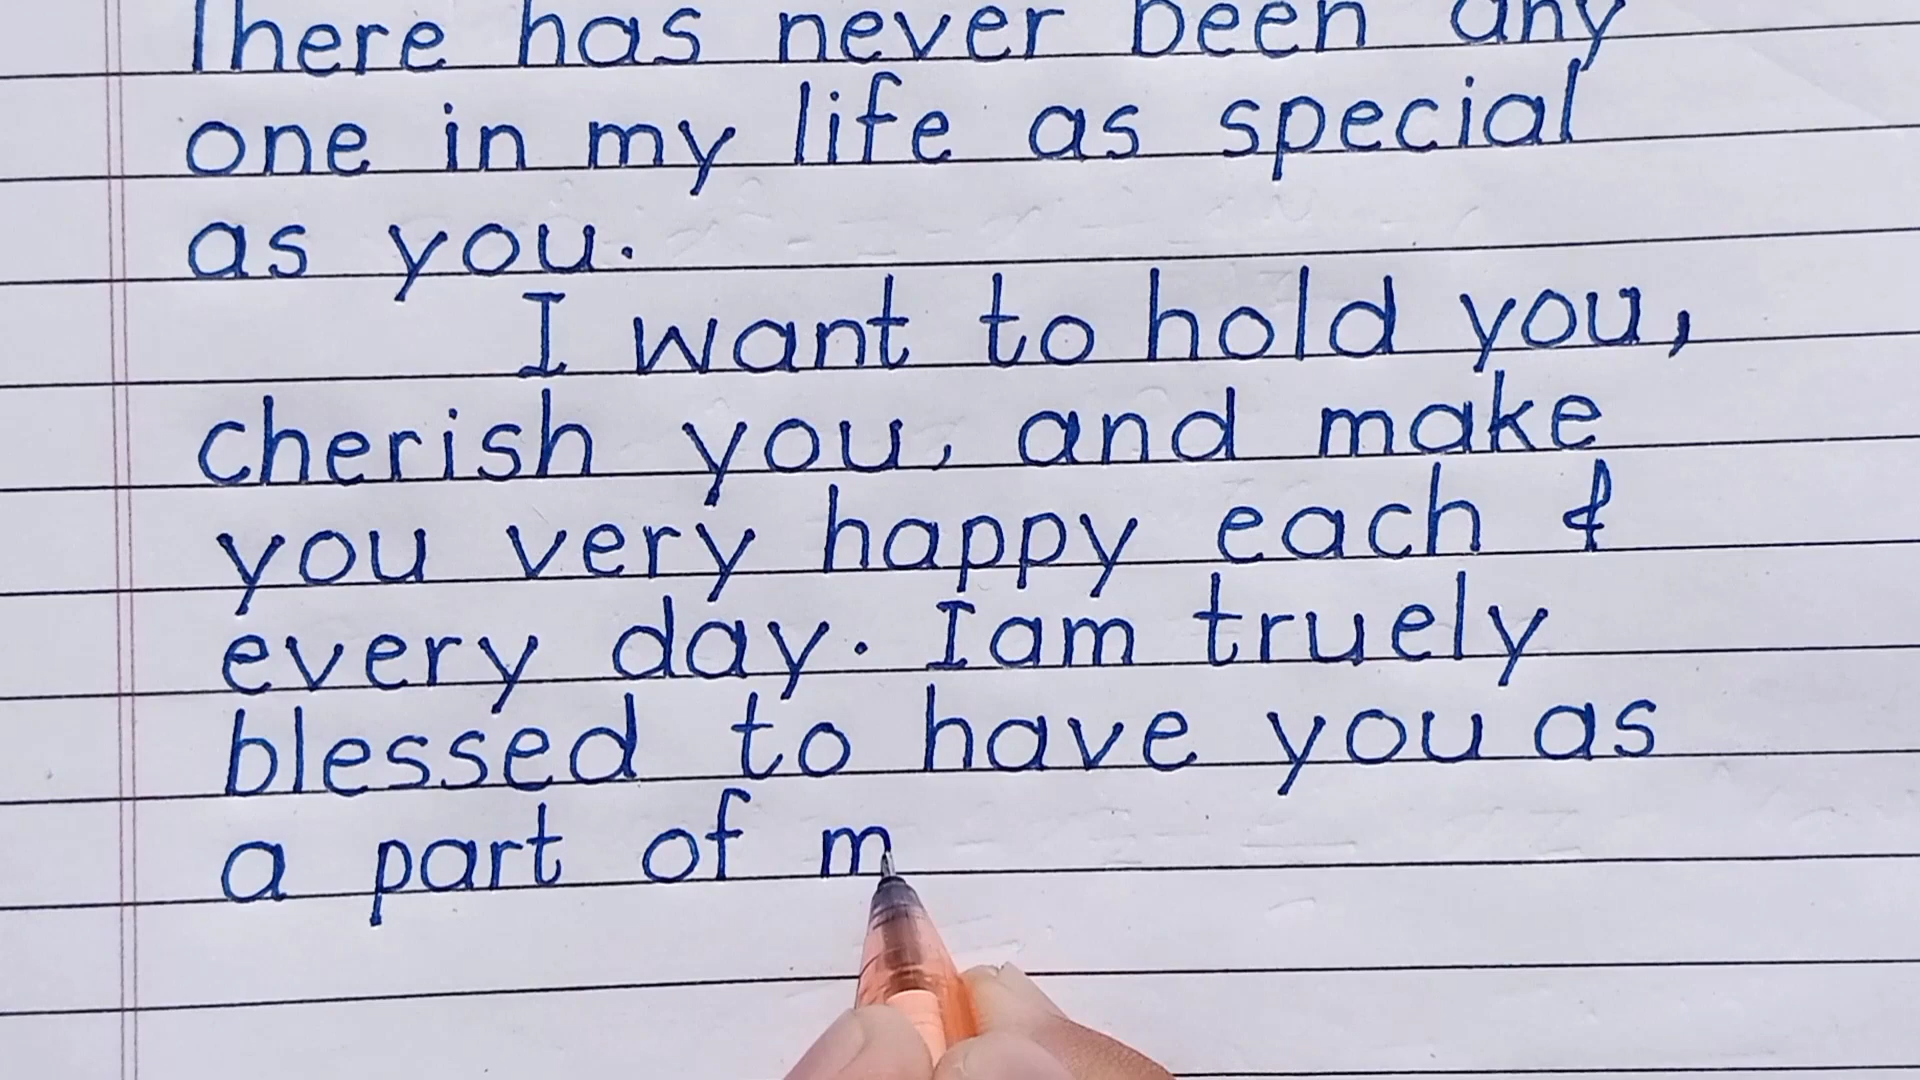 There has never been any
one in my life as special
as you.
I want to hold you,
cherish you, and make
you very happy each &
every day. I am truely
blessed to have you as
a part of m